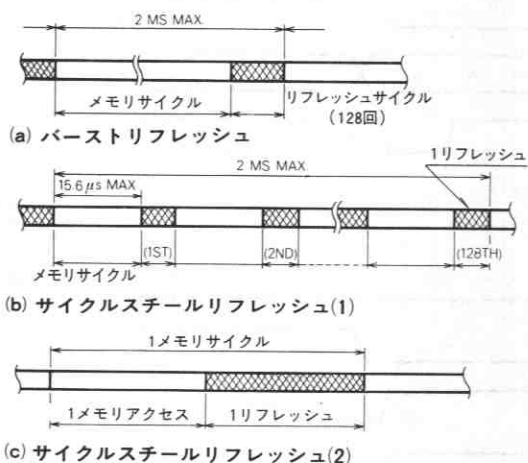 2 MS MAX.
メモリサイクル
リフレッシュサイクル
(128回)
(a) バーストリフレッシュ
1リフレッシュ
2 MS MAX.
15.6μs MAX
(1ST)
(2ND)
(128TH)
メモリサイクル
(b) サイクルスチールリフレッシュ(1)
1メモリサイクル
1メモリアクセス
1リフレッシュ
(c) サイクルスチールリフレッシュ(2)